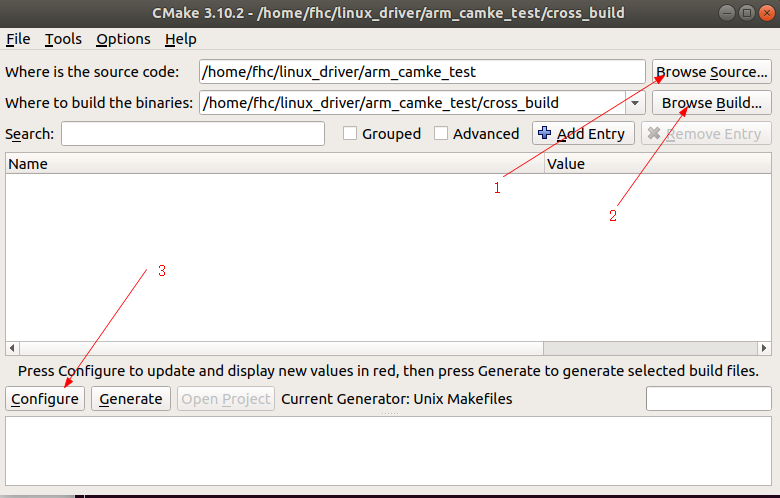 CMake 3.10.2 - /home/fhc/linux_driver/arm_camke_test/cross_build
File Tools Options Help
Where is the source code: /home/fhc/linux_driver/arm_camke_test Browse Source...
Where to build the binaries: /home/fhc/linux_driver/arm_camke_test/cross_build Browse Build...
Search: Grouped Advanced Add Entry Remove Entry
Name Value
1
2
3
Press Configure to update and display new values in red, then press Generate to generate selected build files.
Configure Generate Open Project Current Generator: Unix Makefiles